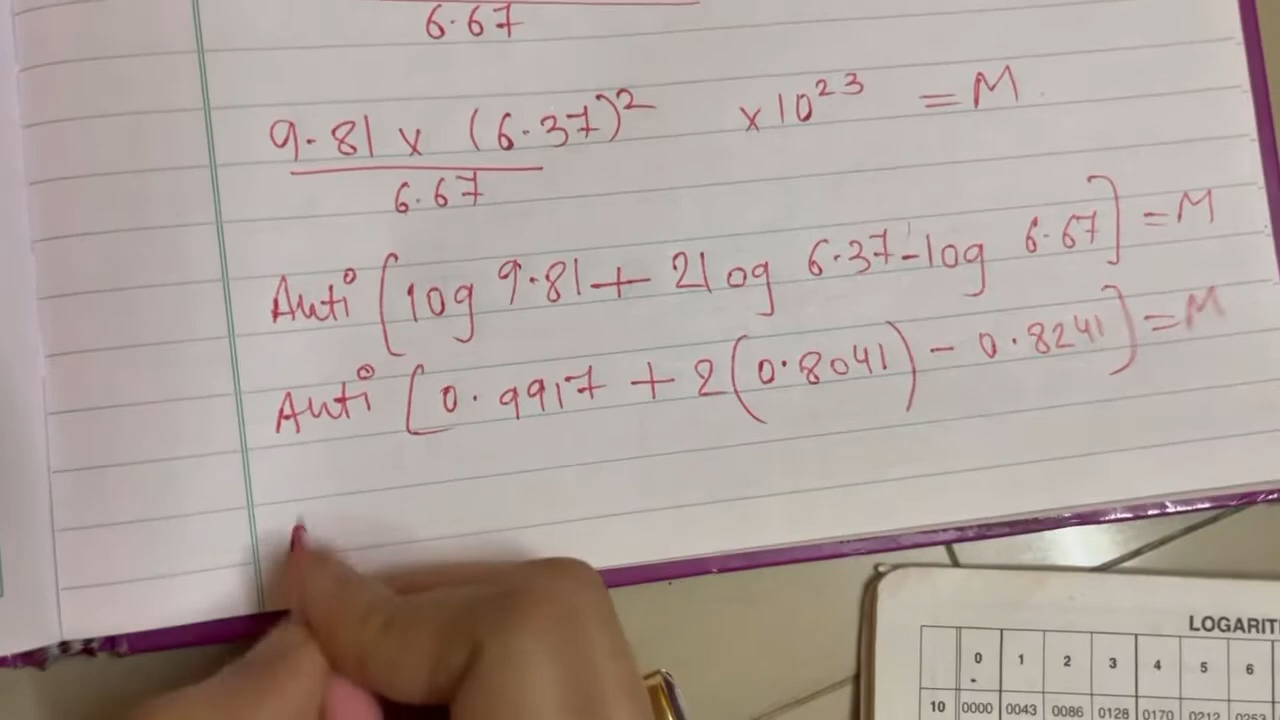 6.67
9.81 x (6.37)² x10²³ = M
6.67
Anti [log 9.81 + 2log 6.37 - log 6.67] = M
Anti [0.9917 + 2(0.8041) - 0.8241] = M
LOGARIT
0 1 2 3 4 5 6
10 0000 0043 0086 0128 0170 0212